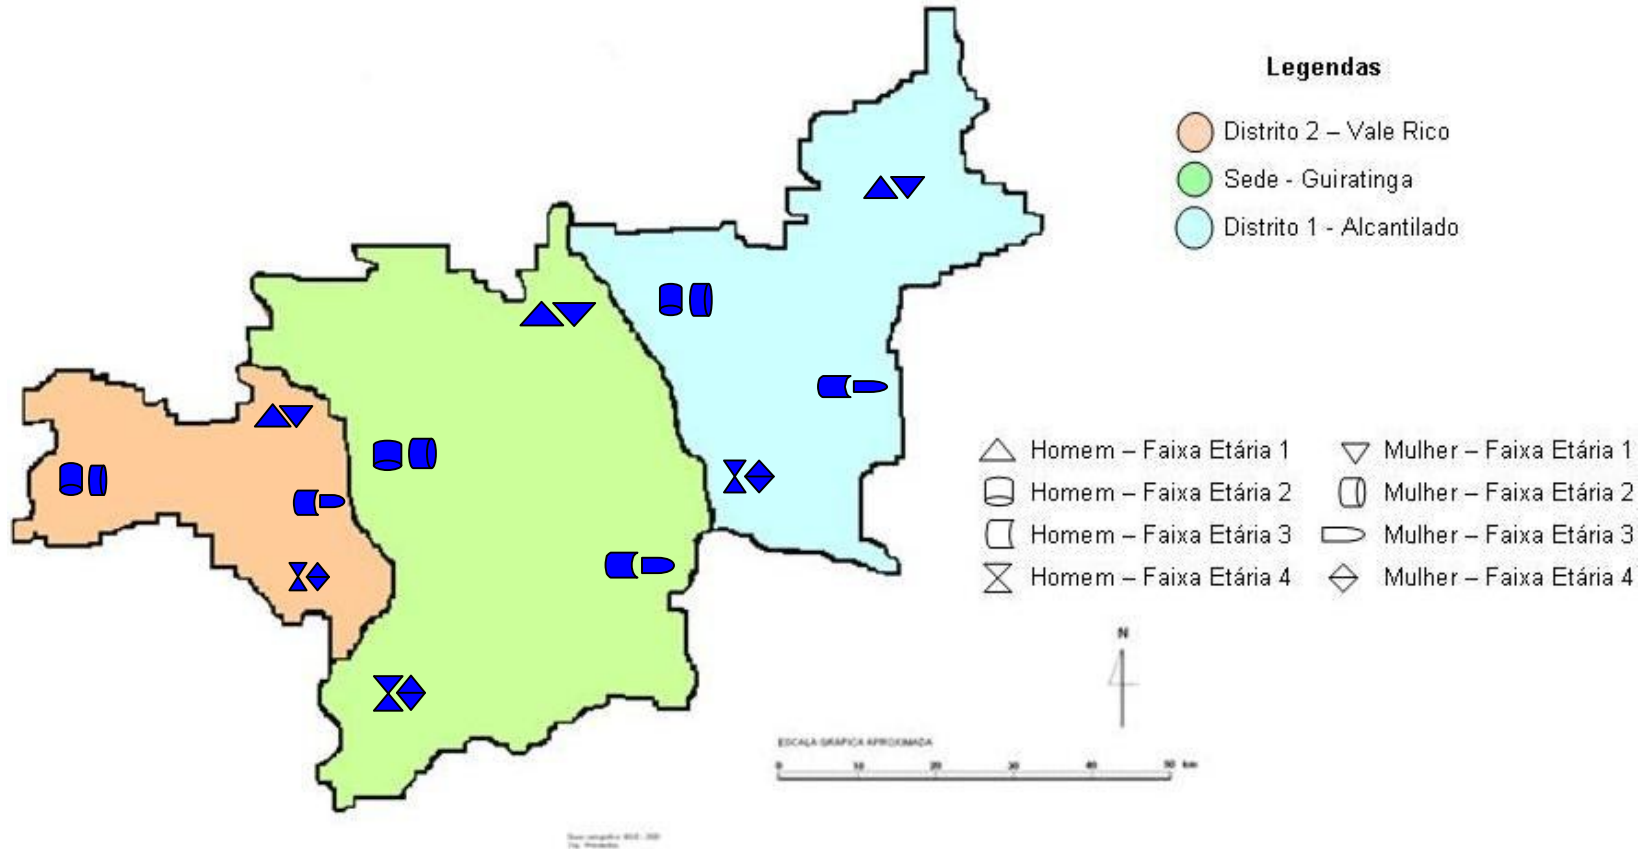 Legendas
Distrito 2 – Vale Rico
Sede - Guiratinga
Distrito 1 - Alcantilado
Homem – Faixa Etária 1
Mulher – Faixa Etária 1
Homem – Faixa Etária 2
Mulher – Faixa Etária 2
Homem – Faixa Etária 3
Mulher – Faixa Etária 3
Homem – Faixa Etária 4
Mulher – Faixa Etária 4
N
ESCALA GRÁFICA APROXIMADA
0 10 20 30 40 50 km